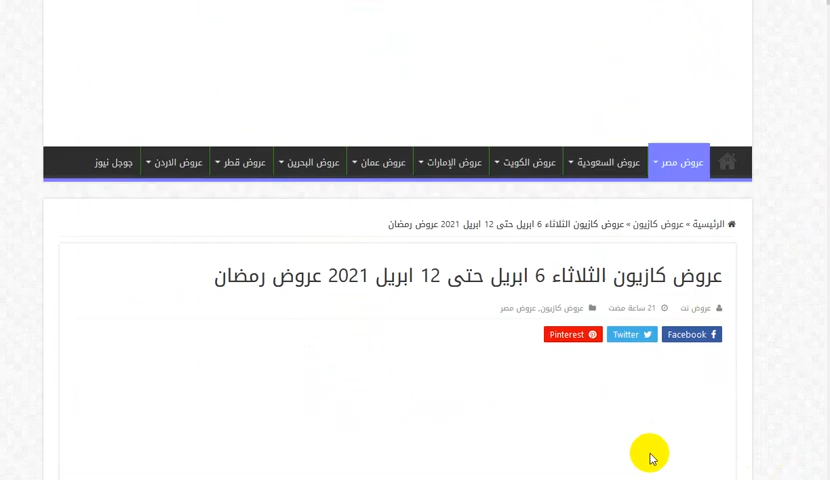 عروض مصر عروض السعودية عروض الكويت عروض الإمارات عروض عمان عروض البحرين عروض قطر عروض الاردن جوجل نيوز
الرئيسية » عروض كازيون » عروض كازيون الثلاثاء 6 ابريل حتى 12 ابريل 2021 عروض رمضان
عروض كازيون الثلاثاء 6 ابريل حتى 12 ابريل 2021 عروض رمضان
عروض نت 21 ساعة مضت عروض كازيون, عروض مصر
Facebook Twitter Pinterest